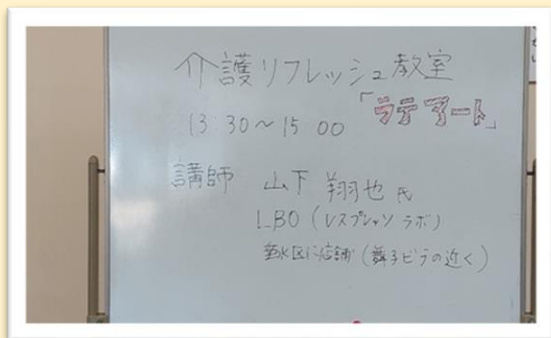 介護リフレッシュ教室
13:30～15:00 「ラテアート」
講師 山下 翔也 氏
LBO (レスプレッソ ラボ)
垂水区に店舗 (舞子ビラの近く)